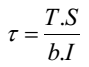 τ = T.S / b.I